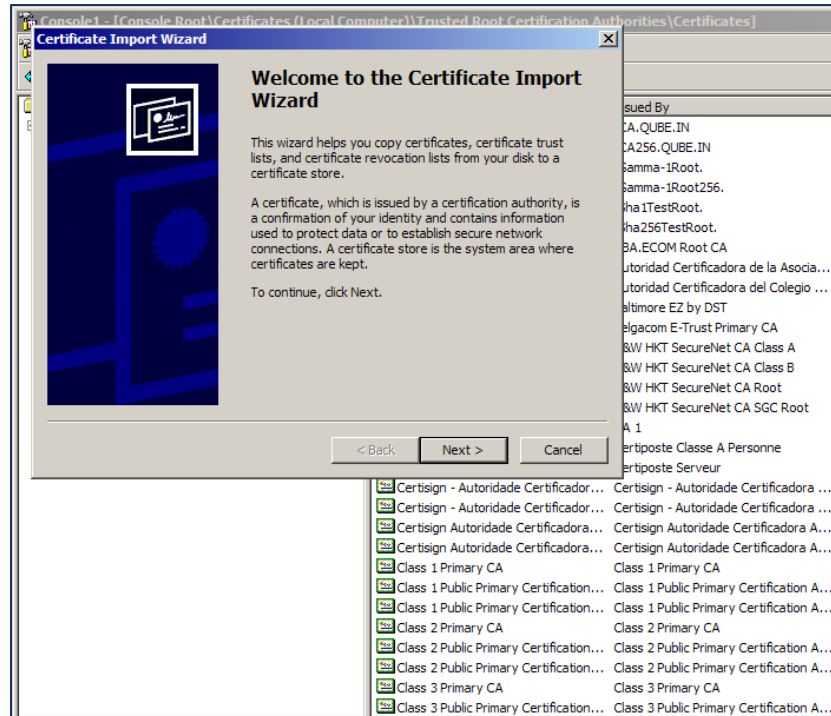 Console1 - [Console Root\Certificates (Local Computer)\Trusted Root Certification Authorities\Certificates]
Certificate Import Wizard
Welcome to the Certificate Import
Wizard
This wizard helps you copy certificates, certificate trust
lists, and certificate revocation lists from your disk to a
certificate store.
A certificate, which is issued by a certification authority, is
a confirmation of your identity and contains information
used to protect data or to establish secure network
connections. A certificate store is the system area where
certificates are kept.
To continue, click Next.
< Back
Next >
Cancel
sued By
CA.QUBE.IN
CA256.QUBE.IN
Gamma-1Root.
Gamma-1Root256.
Sha1TestRoot.
Sha256TestRoot.
BA.ECOM Root CA
utoridad Certificadora de la Asocia...
utoridad Certificadora del Colegio ...
altimore EZ by DST
elgacom E-Trust Primary CA
&W HKT SecureNet CA Class A
&W HKT SecureNet CA Class B
&W HKT SecureNet CA Root
&W HKT SecureNet CA SGC Root
A 1
ertiposte Classe A Personne
ertiposte Serveur
Certisign - Autoridade Certificador... Certisign - Autoridade Certificadora ...
Certisign - Autoridade Certificador... Certisign - Autoridade Certificadora ...
Certisign Autoridade Certificadora... Certisign Autoridade Certificadora A...
Certisign Autoridade Certificadora... Certisign Autoridade Certificadora A...
Class 1 Primary CA Class 1 Primary CA
Class 1 Public Primary Certification... Class 1 Public Primary Certification A...
Class 1 Public Primary Certification... Class 1 Public Primary Certification A...
Class 2 Primary CA Class 2 Primary CA
Class 2 Public Primary Certification... Class 2 Public Primary Certification A...
Class 2 Public Primary Certification... Class 2 Public Primary Certification A...
Class 3 Primary CA Class 3 Primary CA
Class 3 Public Primary Certification... Class 3 Public Primary Certification A...